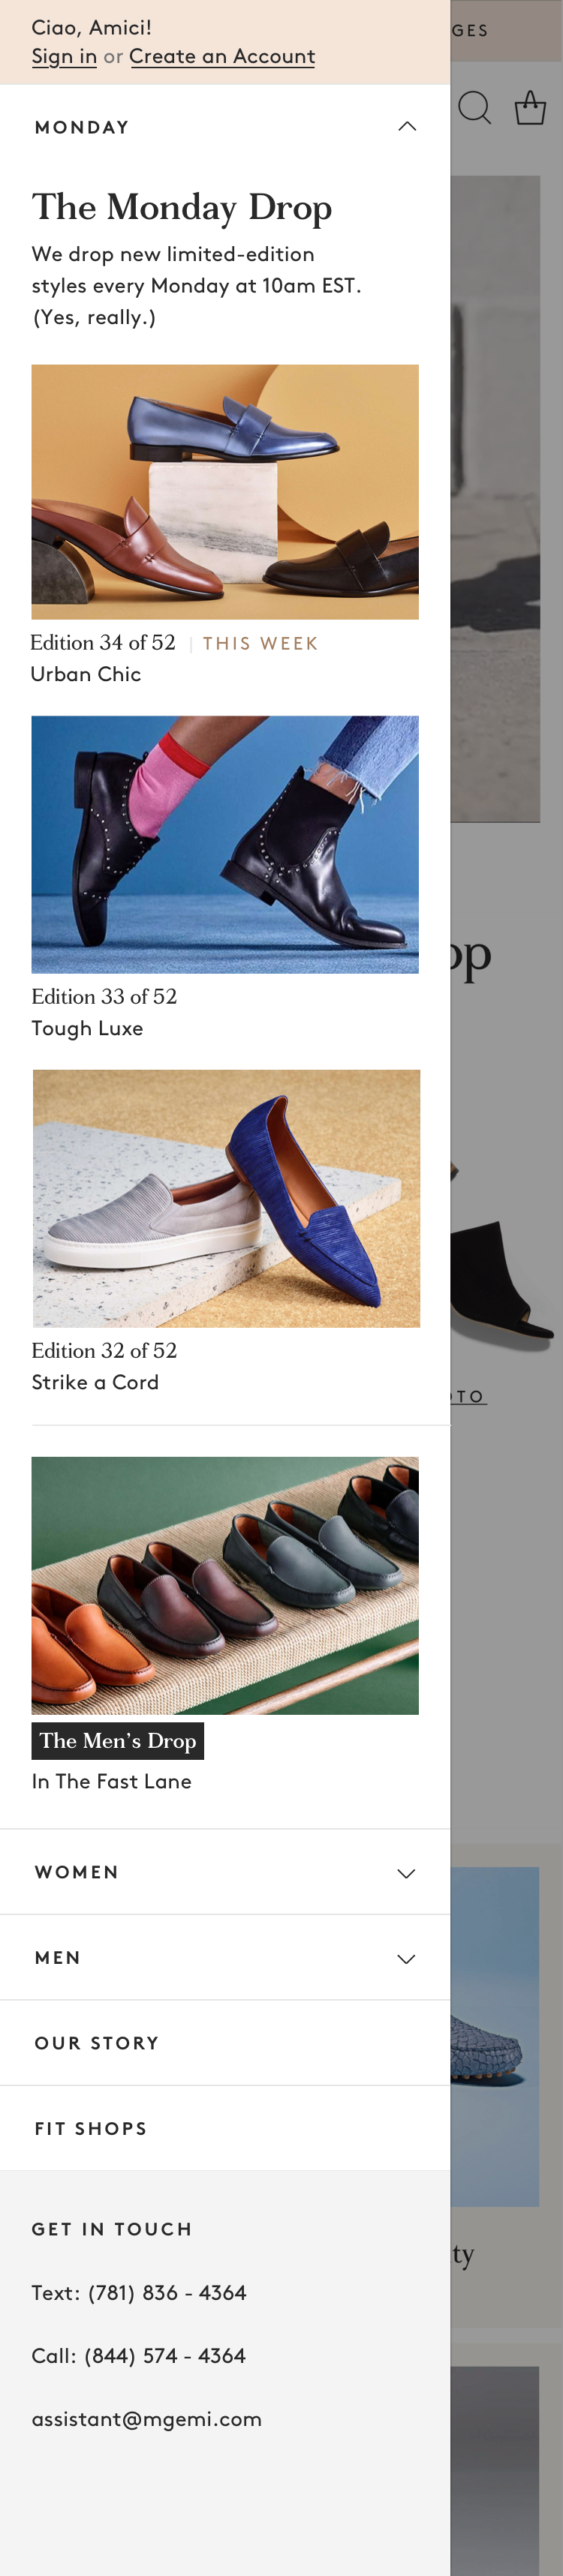 Ciao, Amici!
Sign in or Create an Account
MONDAY
The Monday Drop
We drop new limited-edition
styles every Monday at 10am EST.
(Yes, really.)
Edition 34 of 52 | THIS WEEK
Urban Chic
Edition 33 of 52
Tough Luxe
Edition 32 of 52
Strike a Cord
The Men's Drop
In The Fast Lane
WOMEN
MEN
OUR STORY
FIT SHOPS
GET IN TOUCH
Text: (781) 836 - 4364
Call: (844) 574 - 4364
assistant@mgemi.com